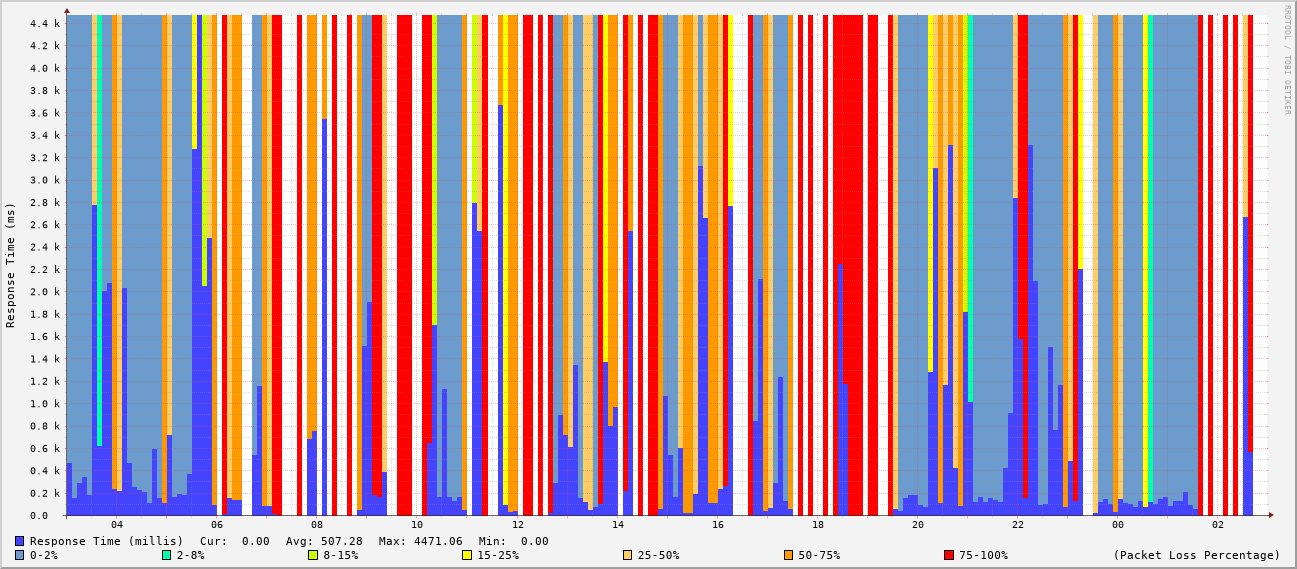 4.4 k
4.2 k
4.0 k
3.8 k
3.6 k
3.4 k
3.2 k
3.0 k
2.8 k
2.6 k
2.4 k
2.2 k
2.0 k
1.8 k
1.6 k
1.4 k
1.2 k
1.0 k
0.8 k
0.6 k
0.4 k
0.2 k
0.0
Response Time (ms)
RRDTOOL / TOBI OETIKER
04 06 08 10 12 14 16 18 20 22 00 02
Response Time (millis) Cur: 0.00 Avg: 507.28 Max: 4471.06 Min: 0.00
0-2% 2-8% 8-15% 15-25% 25-50% 50-75% 75-100% (Packet Loss Percentage)